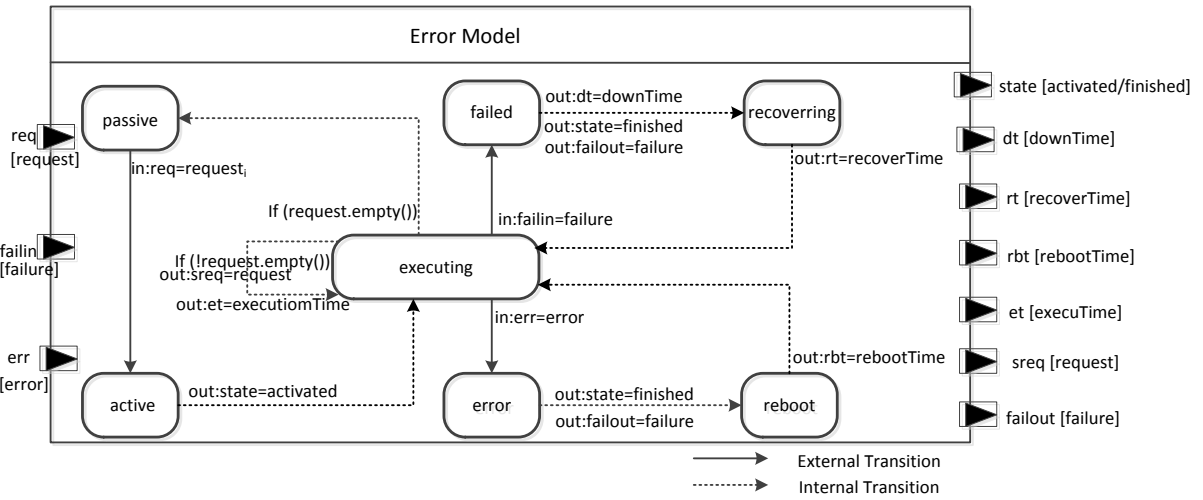 Error Model
passive
failed
out:dt=downTime
recoverring
state [activated/finished]
req
[request]
out:state=finished
out:failout=failure
dt [downTime]
in:req=requestᵢ
out:rt=recoverTime
rt [recoverTime]
If (request.empty())
in:failin=failure
failin
[failure]
If (!request.empty())
out:sreq=request
executing
rbt [rebootTime]
out:et=executiomTime
in:err=error
et [execuTime]
err
[error]
out:rbt=rebootTime
sreq [request]
active
out:state=activated
error
out:state=finished
out:failout=failure
reboot
failout [failure]
External Transition
Internal Transition